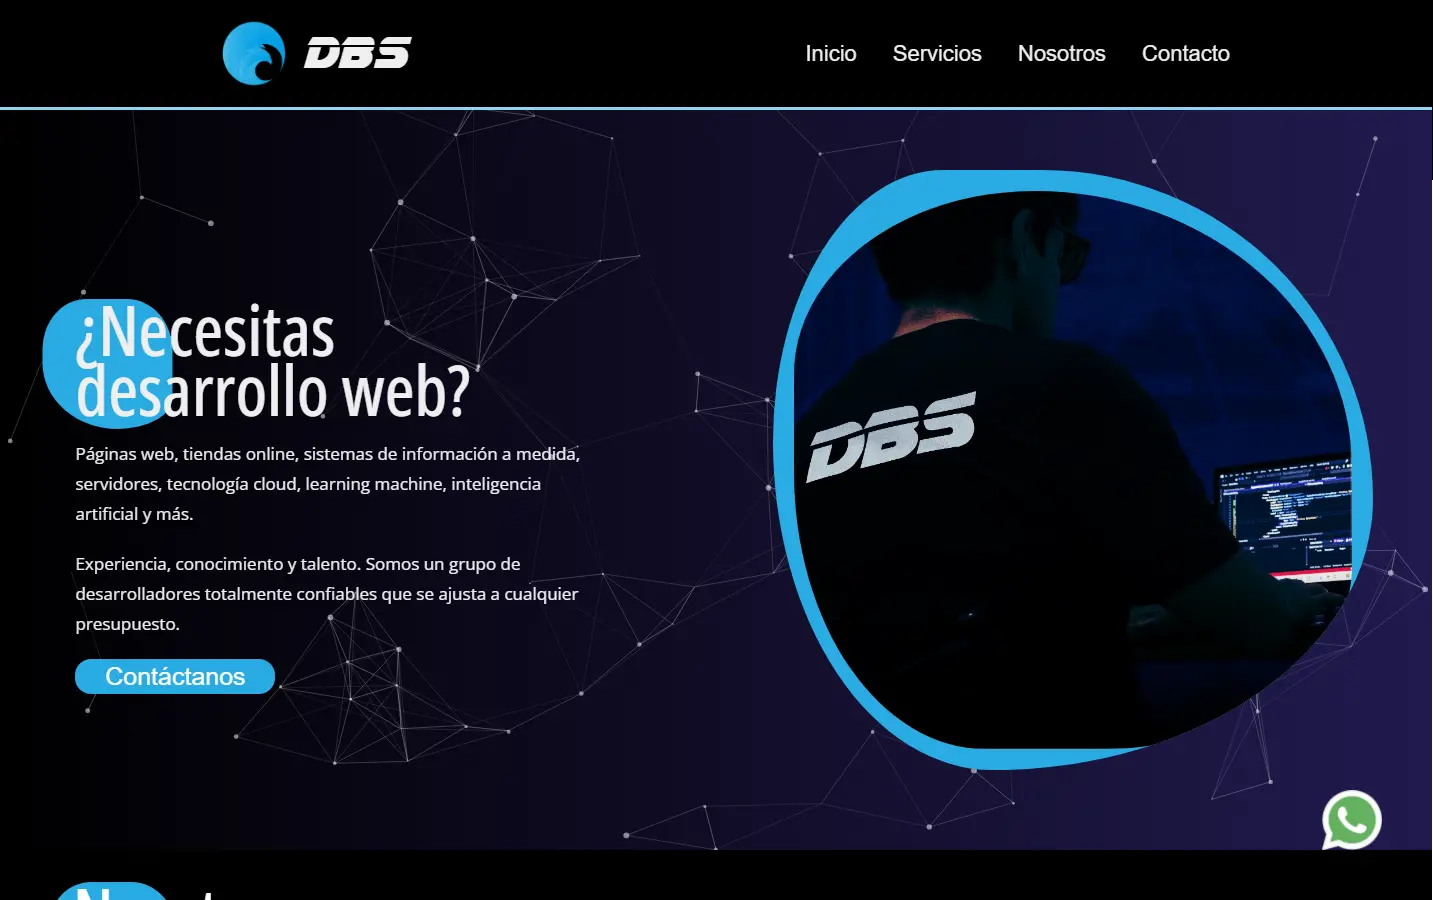 DBS
Inicio
Servicios
Nosotros
Contacto
¿Necesitas
desarrollo web?
Páginas web, tiendas online, sistemas de información a medida,
servidores, tecnología cloud, learning machine, inteligencia
artificial y más.
Experiencia, conocimiento y talento. Somos un grupo de
desarrolladores totalmente confiables que se ajusta a cualquier
presupuesto.
Contáctanos
DBS